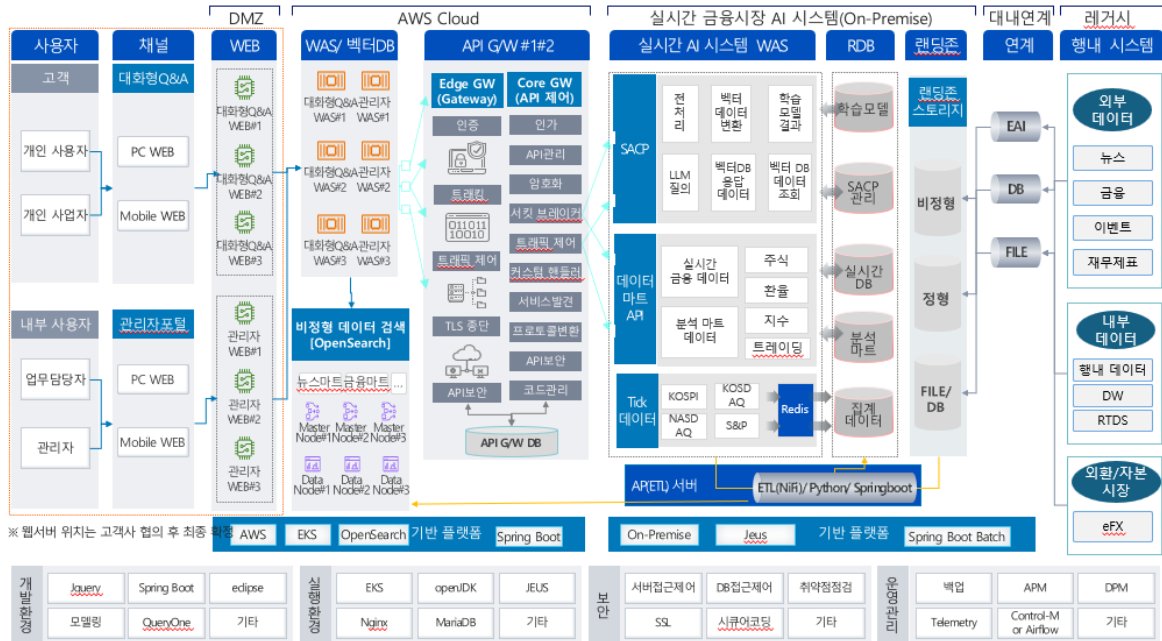 DMZ
AWS Cloud
실시간 금융시장 AI 시스템(On-Premise)
대내연계
레거시
사용자
채널
WEB
WAS/ 벡터DB
API G/W #1#2
실시간 AI 시스템 WAS
RDB
랜딩존
연계
행내 시스템
고객
개인 사용자
개인 사업자
내부 사용자
업무담당자
관리자
대화형Q&A
PC WEB
Mobile WEB
관리자포털
PC WEB
Mobile WEB
대화형Q&A
WEB#1
대화형Q&A
WEB#2
대화형Q&A
WEB#3
관리자
WEB#1
관리자
WEB#2
관리자
WEB#3
대화형Q&A
WAS#1
관리자
WAS#1
대화형Q&A
WAS#2
관리자
WAS#2
대화형Q&A
WAS#3
관리자
WAS#3
비정형 데이터 검색
[OpenSearch]
뉴스마트
금융마트
...
Master
Node#1
Master
Node#2
Master
Node#3
Data
Node#1
Data
Node#2
Data
Node#3
Edge GW
(Gateway)
인증
트래킹
011011
10010
트래픽 제어
TLS 종단
API보안
Core GW
(API 제어)
인가
API관리
암호화
서킷 브레이커
트래픽 제어
커스텀 핸들러
서비스발견
프로토콜변환
API보안
코드관리
API G/W DB
SACP
전
처
리
벡터
데이터
변환
학습
모델
결과
LLM
질의
벡터DB
응답
데이터
벡터 DB
데이터
조회
데이터
마트
API
실시간
금융 데이터
분석 마트
데이터
주식
환율
지수
트레이딩
Tick
데이터
KOSPI
KOSD
AQ
NASD
AQ
S&P
Redis
학습모델
SACP
관리
실시간
DB
분석
마트
집계
데이터
랜딩존
스토리지
비정형
정형
FILE/
DB
EAI
DB
FILE
외부
데이터
뉴스
금융
이벤트
재무제표
내부
데이터
행내 데이터
DW
RTDS
외환/자본
시장
eFX
AP(ETL) 서버
ETL(NiFi)/ Python/ Springboot
※ 웹서버 위치는 고객사 협의 후 최종 확정
AWS
EKS
OpenSearch
기반 플랫폼
Spring Boot
On-Premise
Jeus
기반 플랫폼
Spring Boot Batch
개발환경
Jquery
Spring Boot
eclipse
모델링
QueryOne
기타
실행환경
EKS
openJDK
JEUS
Nginx
MariaDB
기타
보안
서버접근제어
DB접근제어
취약점점검
SSL
시큐어코딩
기타
운영관리
백업
APM
DPM
Telemetry
Control-M
or Airflow
기타